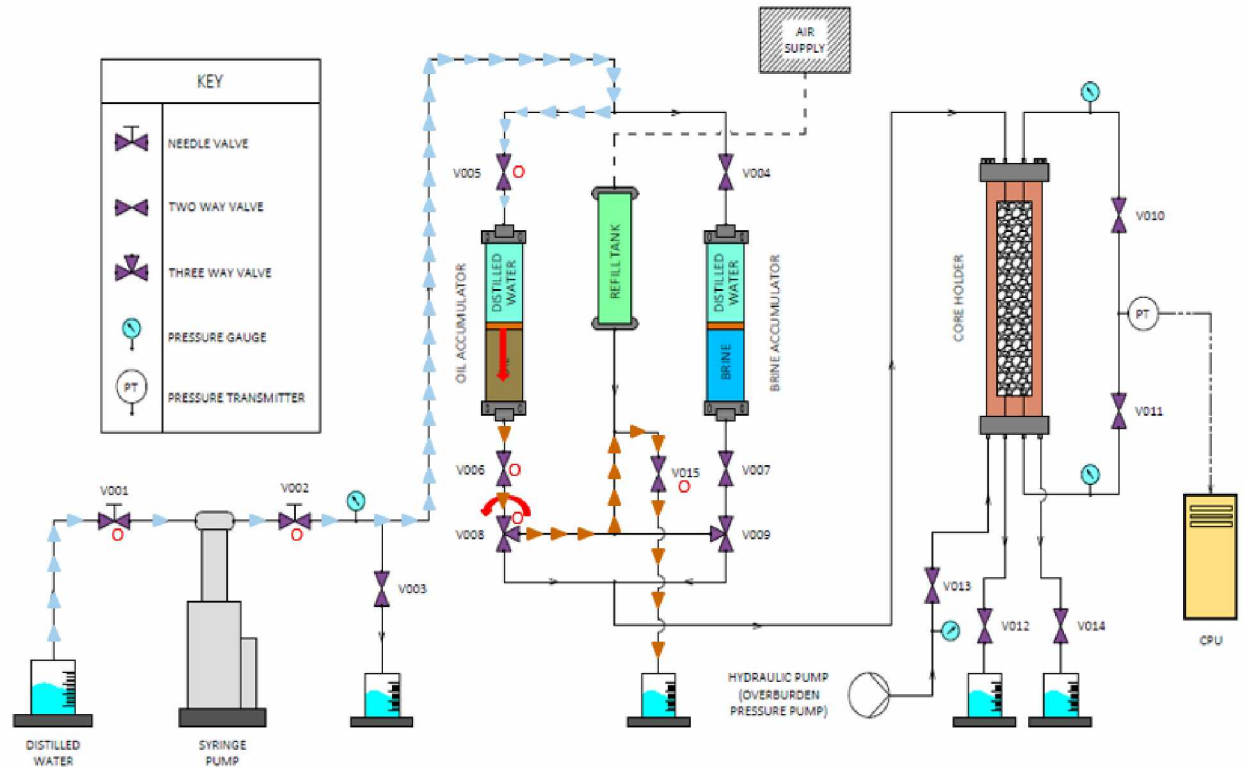 AIR
SUPPLY
KEY
NEEDLE VALVE
TWO WAY VALVE
THREE WAY VALVE
PRESSURE GAUGE
PT
PRESSURE TRANSMITTER
V005
O
V004
OIL ACCUMULATOR
DISTILLED
WATER
REFILL TANK
DISTILLED
WATER
BRINE
BRINE ACCUMULATOR
CORE HOLDER
V010
PT
V011
V006
O
V015
O
V007
V001
O
V002
O
V008
O
V009
V003
V013
V012
V014
CPU
HYDRAULIC PUMP
(OVERBURDEN
PRESSURE PUMP)
DISTILLED
WATER
SYRINGE
PUMP